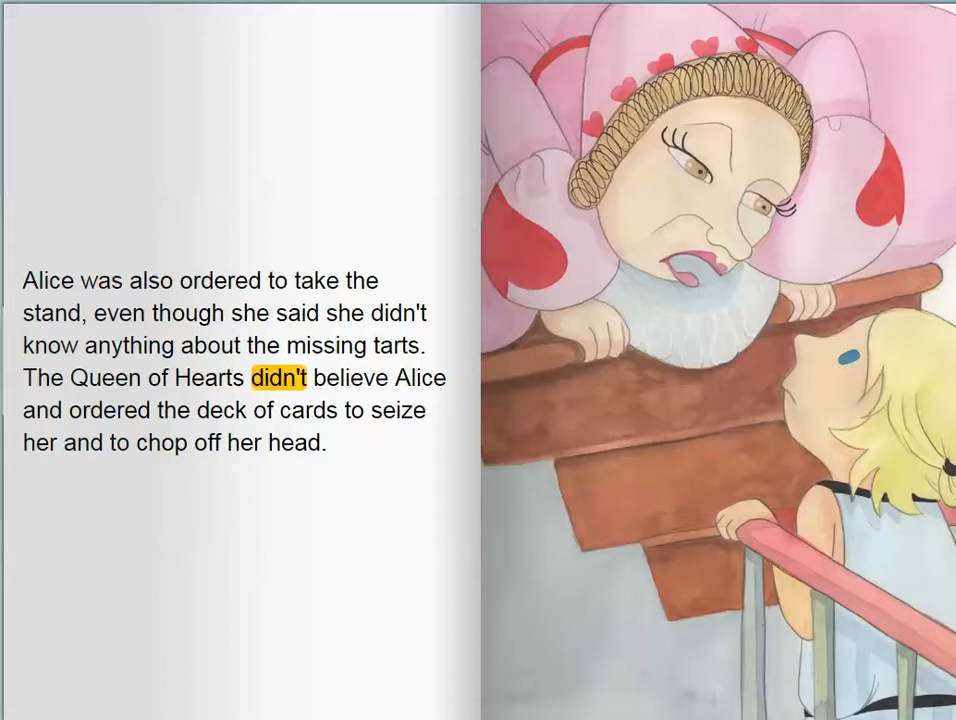 Alice was also ordered to take the
stand, even though she said she didn't
know anything about the missing tarts.
The Queen of Hearts didn't believe Alice
and ordered the deck of cards to seize
her and to chop off her head.